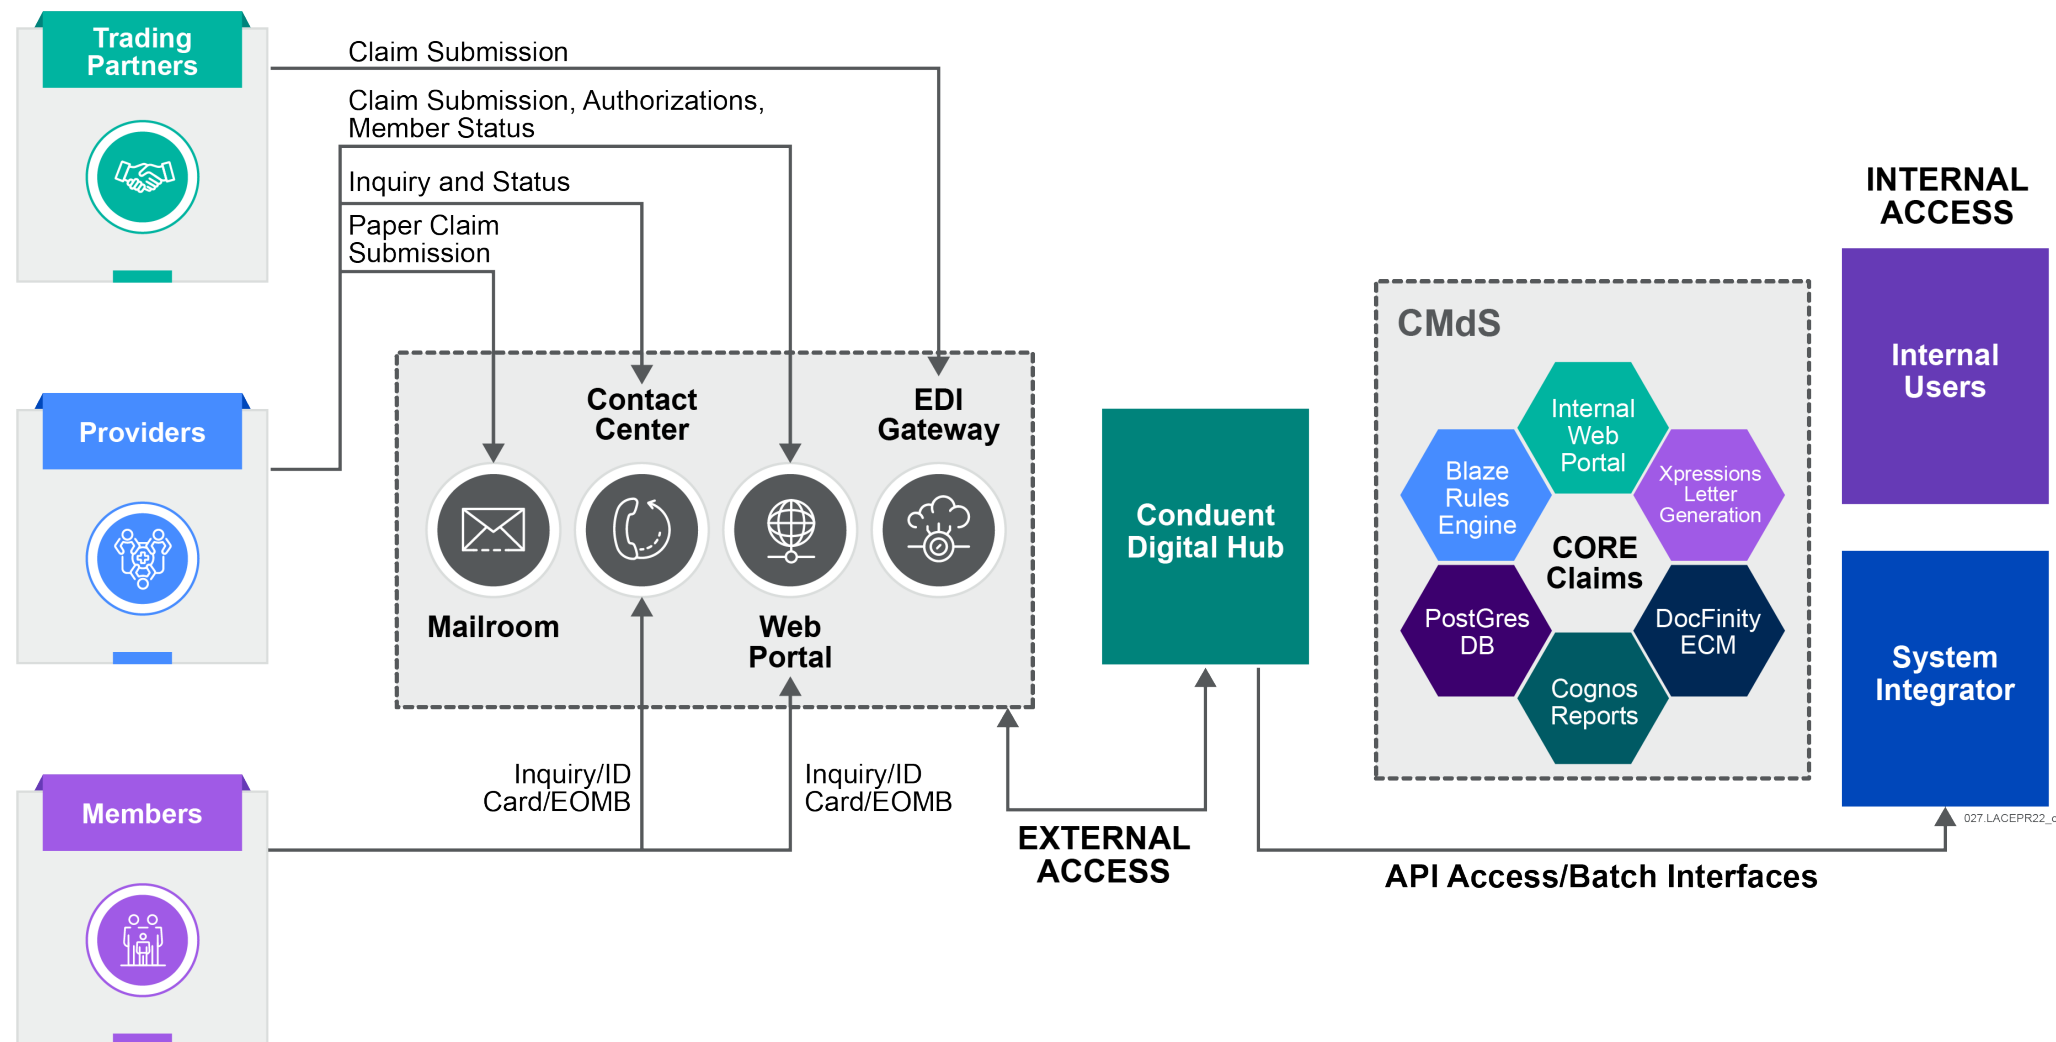 Trading
Partners
Claim Submission
Claim Submission, Authorizations,
Member Status
Inquiry and Status
Paper Claim
Submission
Providers
Members
Contact
Center
EDI
Gateway
Mailroom
Web
Portal
Inquiry/ID
Card/EOMB
Inquiry/ID
Card/EOMB
EXTERNAL
ACCESS
Conduent
Digital Hub
API Access/Batch Interfaces
CMdS
Internal
Web
Portal
Blaze
Rules
Engine
Xpressions
Letter
Generation
CORE
Claims
PostGres
DB
DocFinity
ECM
Cognos
Reports
INTERNAL
ACCESS
Internal
Users
System
Integrator
027.LACEPR22_